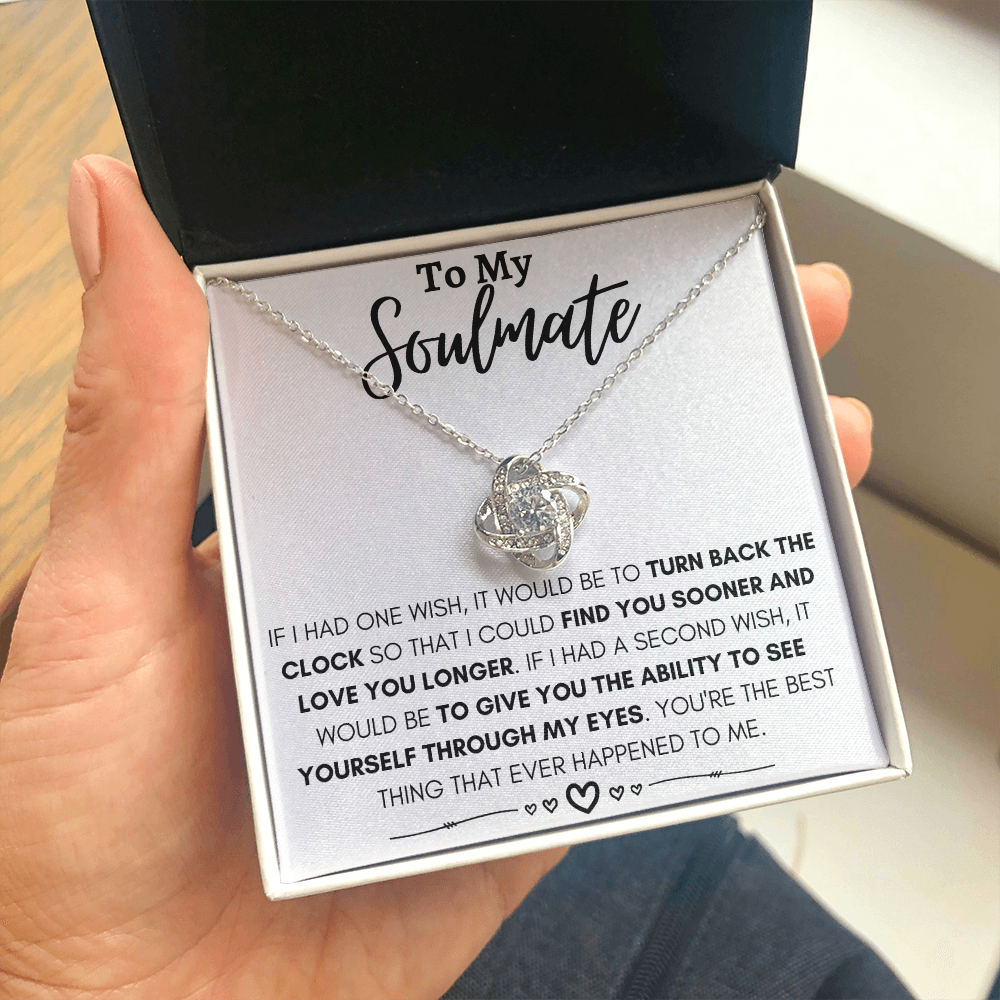 To My
Soulmate
IF I HAD ONE WISH, IT WOULD BE TO TURN BACK THE
CLOCK SO THAT I COULD FIND YOU SOONER AND
LOVE YOU LONGER. IF I HAD A SECOND WISH, IT
WOULD BE TO GIVE YOU THE ABILITY TO SEE
YOURSELF THROUGH MY EYES. YOU'RE THE BEST
THING THAT EVER HAPPENED TO ME.